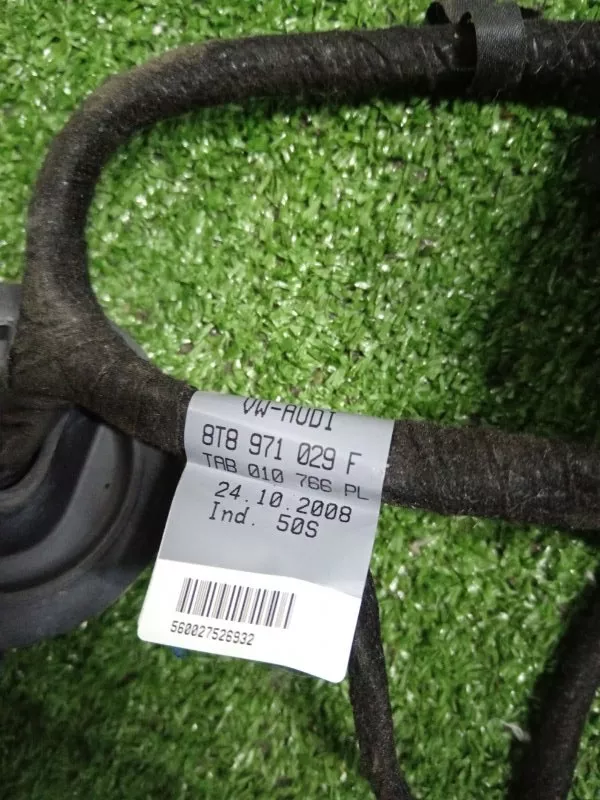 VW-AUDI
8T8 971 029 F
TAB 010 766 PL
24.10.2008
Ind. 50S
560027526932